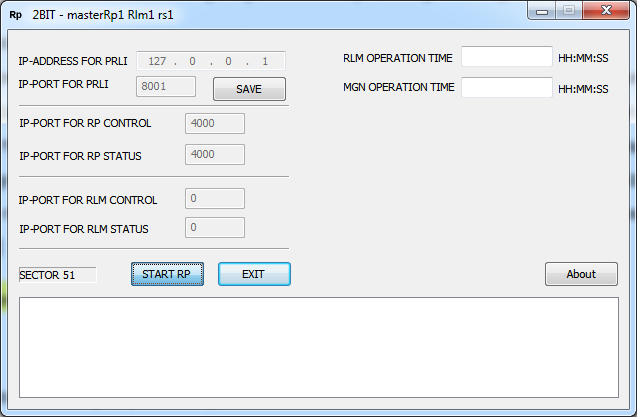 Rp 2BIT - masterRp1 Rlm1 rs1
IP-ADDRESS FOR PRLI 127 . 0 . 0 . 1
IP-PORT FOR PRLI 8001 SAVE
IP-PORT FOR RP CONTROL 4000
IP-PORT FOR RP STATUS 4000
IP-PORT FOR RLM CONTROL 0
IP-PORT FOR RLM STATUS 0
RLM OPERATION TIME HH:MM:SS
MGN OPERATION TIME HH:MM:SS
SECTOR 51 START RP EXIT About